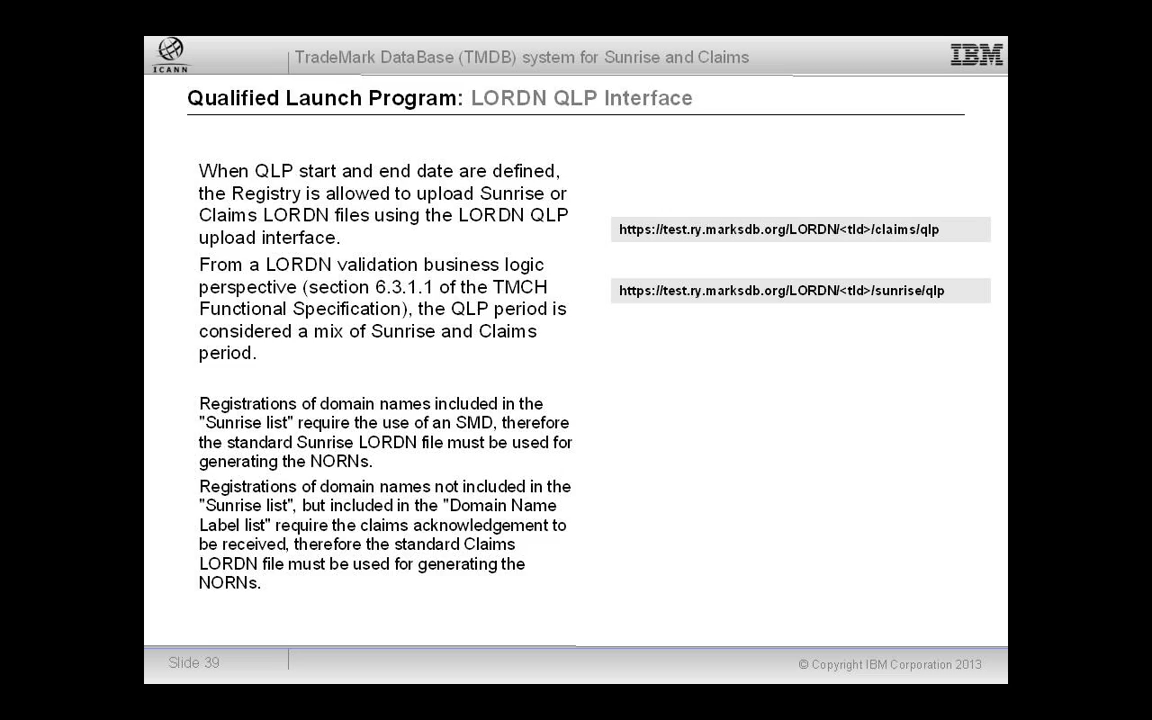 ICANN
TradeMark DataBase (TMDB) system for Sunrise and Claims
IBM
Qualified Launch Program: LORDN QLP Interface
When QLP start and end date are defined,
the Registry is allowed to upload Sunrise or
Claims LORDN files using the LORDN QLP
upload interface.
From a LORDN validation business logic
perspective (section 6.3.1.1 of the TMCH
Functional Specification), the QLP period is
considered a mix of Sunrise and Claims
period.
https://test.ry.marksdb.org/LORDN/<tld>/claims/qlp
https://test.ry.marksdb.org/LORDN/<tld>/sunrise/qlp
Registrations of domain names included in the
"Sunrise list" require the use of an SMD, therefore
the standard Sunrise LORDN file must be used for
generating the NORNs.
Registrations of domain names not included in the
"Sunrise list", but included in the "Domain Name
Label list" require the claims acknowledgement to
be received, therefore the standard Claims
LORDN file must be used for generating the
NORNs.
Slide 39
© Copyright IBM Corporation 2013